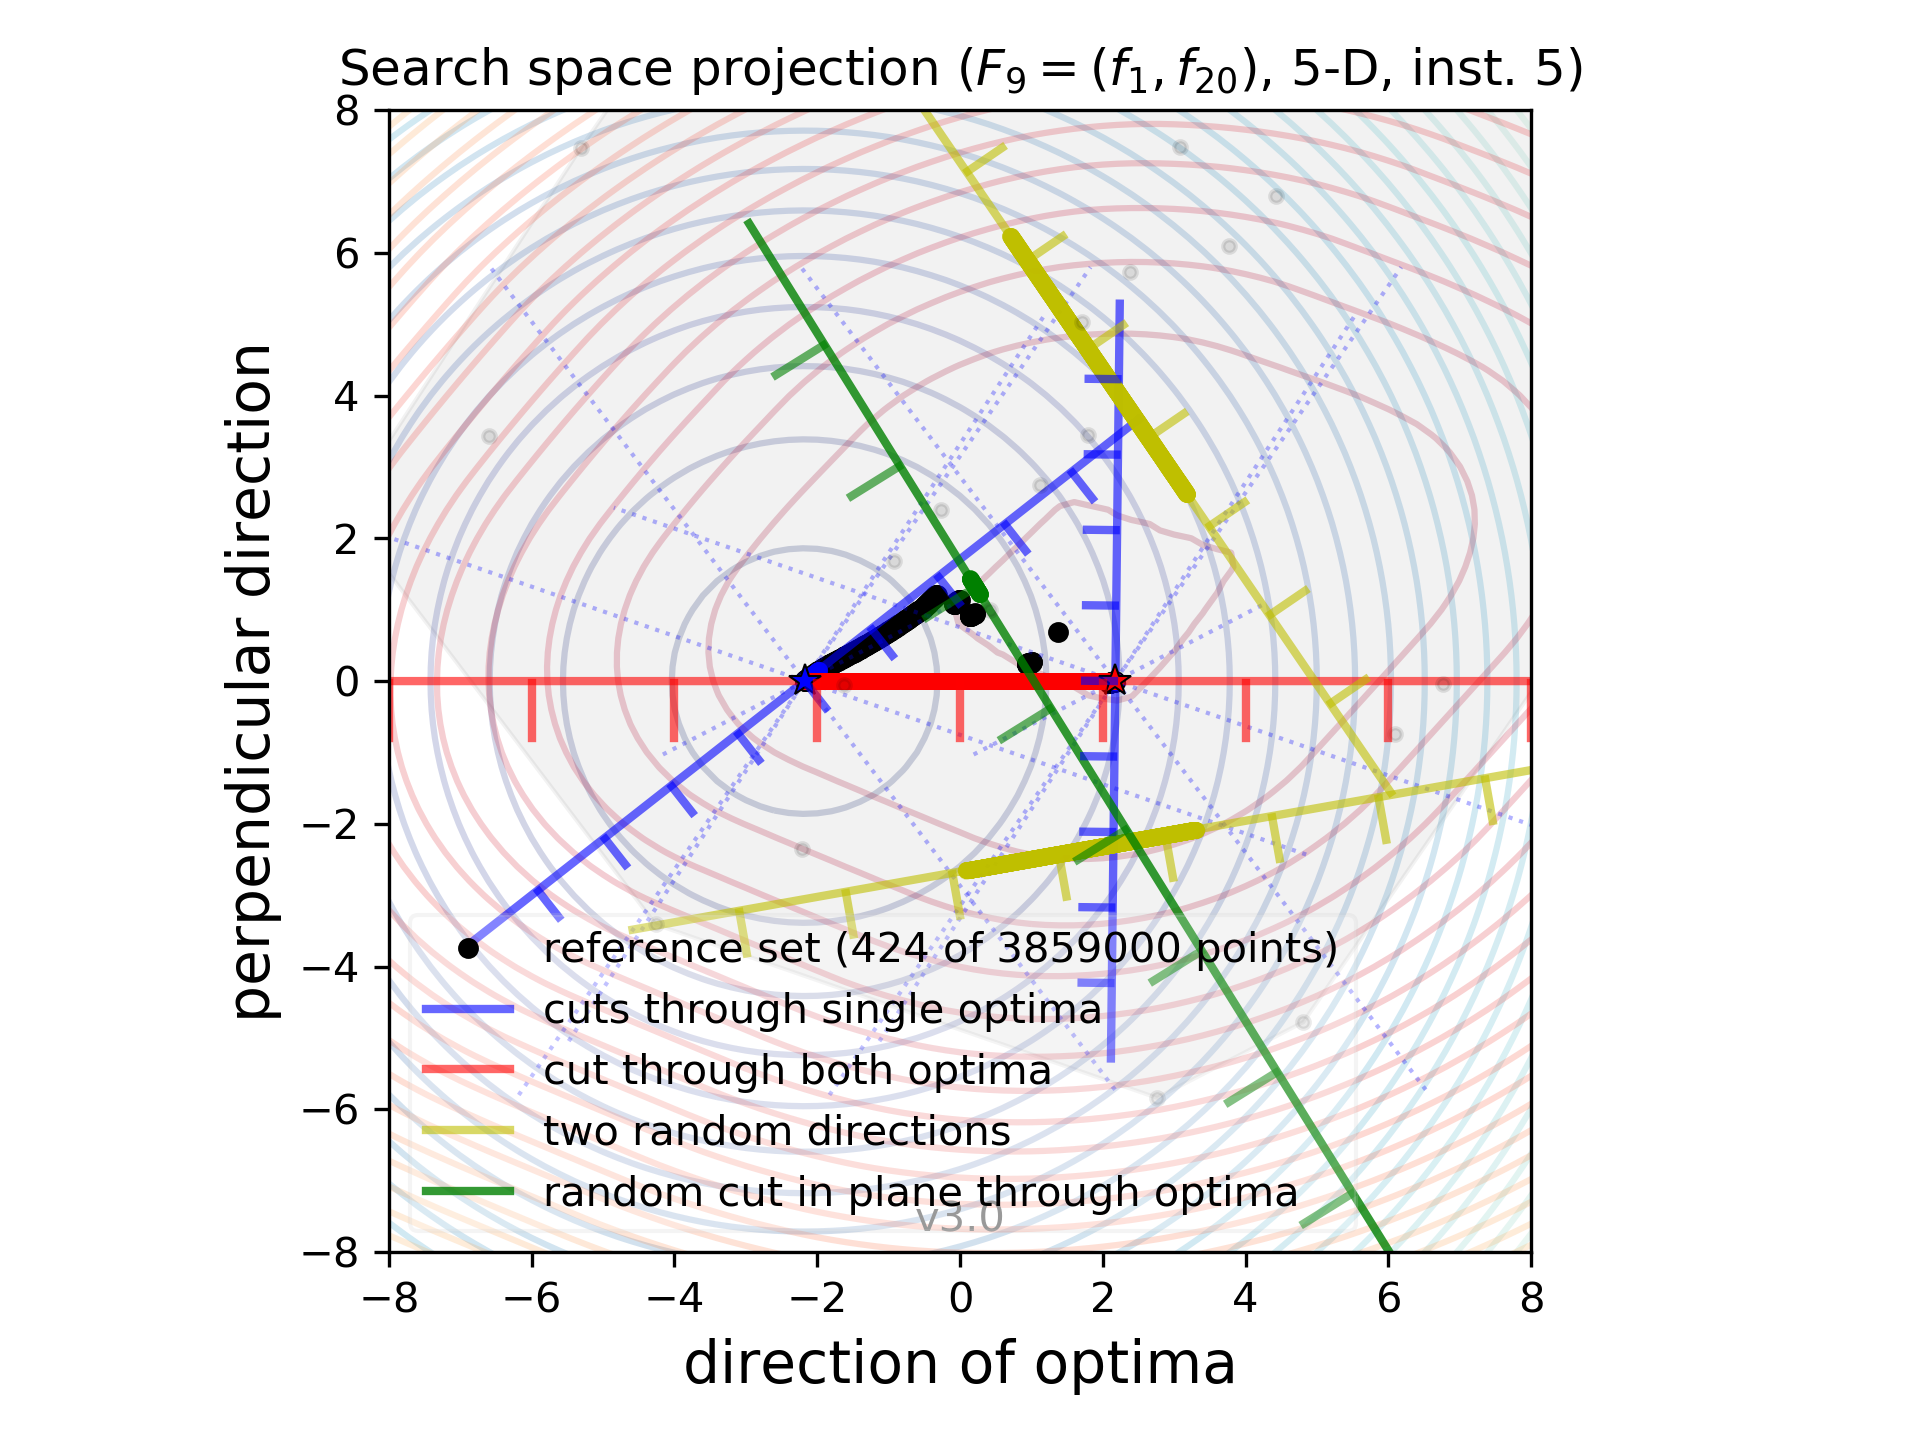 Search space projection (F9 = (f1, f20), 5-D, inst. 5)
8
6
4
2
0
−2
−4
−6
−8
perpendicular direction
reference set (424 of 3859000 points)
cuts through single optima
cut through both optima
two random directions
random cut in plane through optima
v3.0
−8 −6 −4 −2 0 2 4 6 8
direction of optima